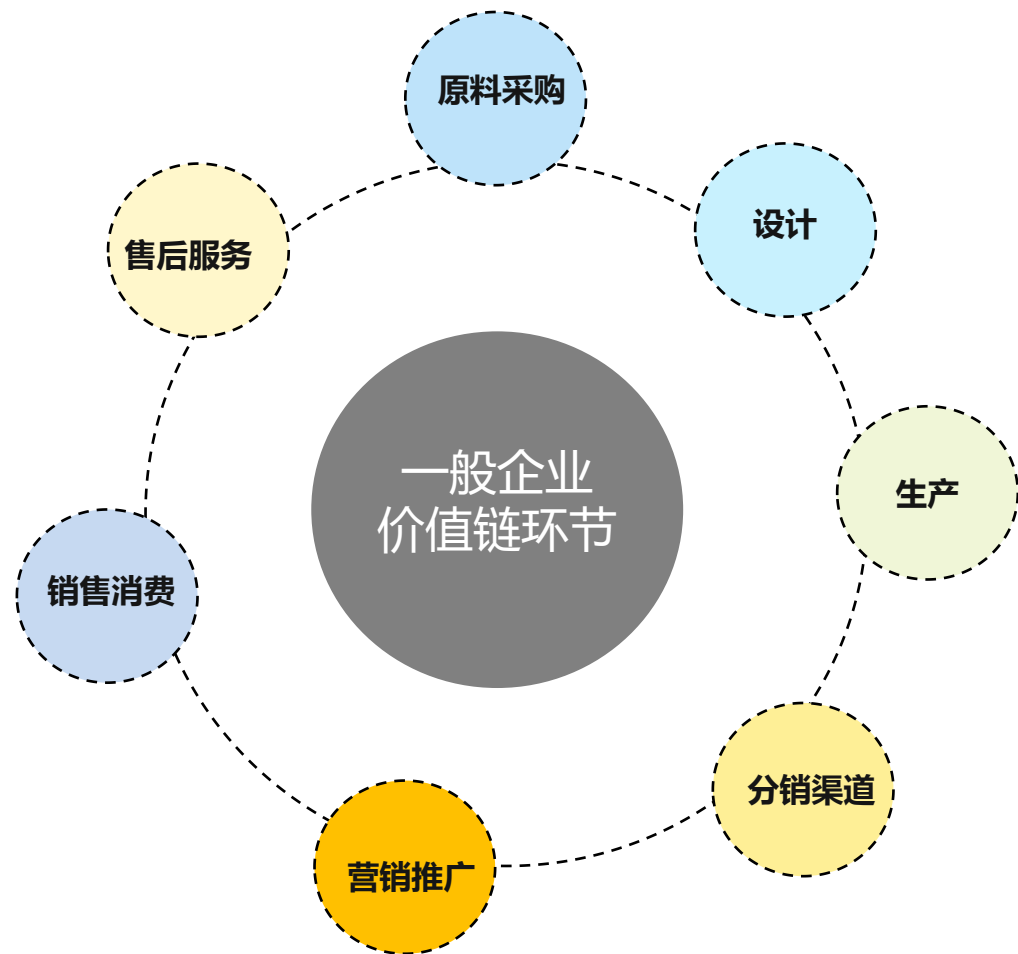 原料采购
设计
生产
分销渠道
营销推广
销售消费
售后服务
一般企业
价值链环节